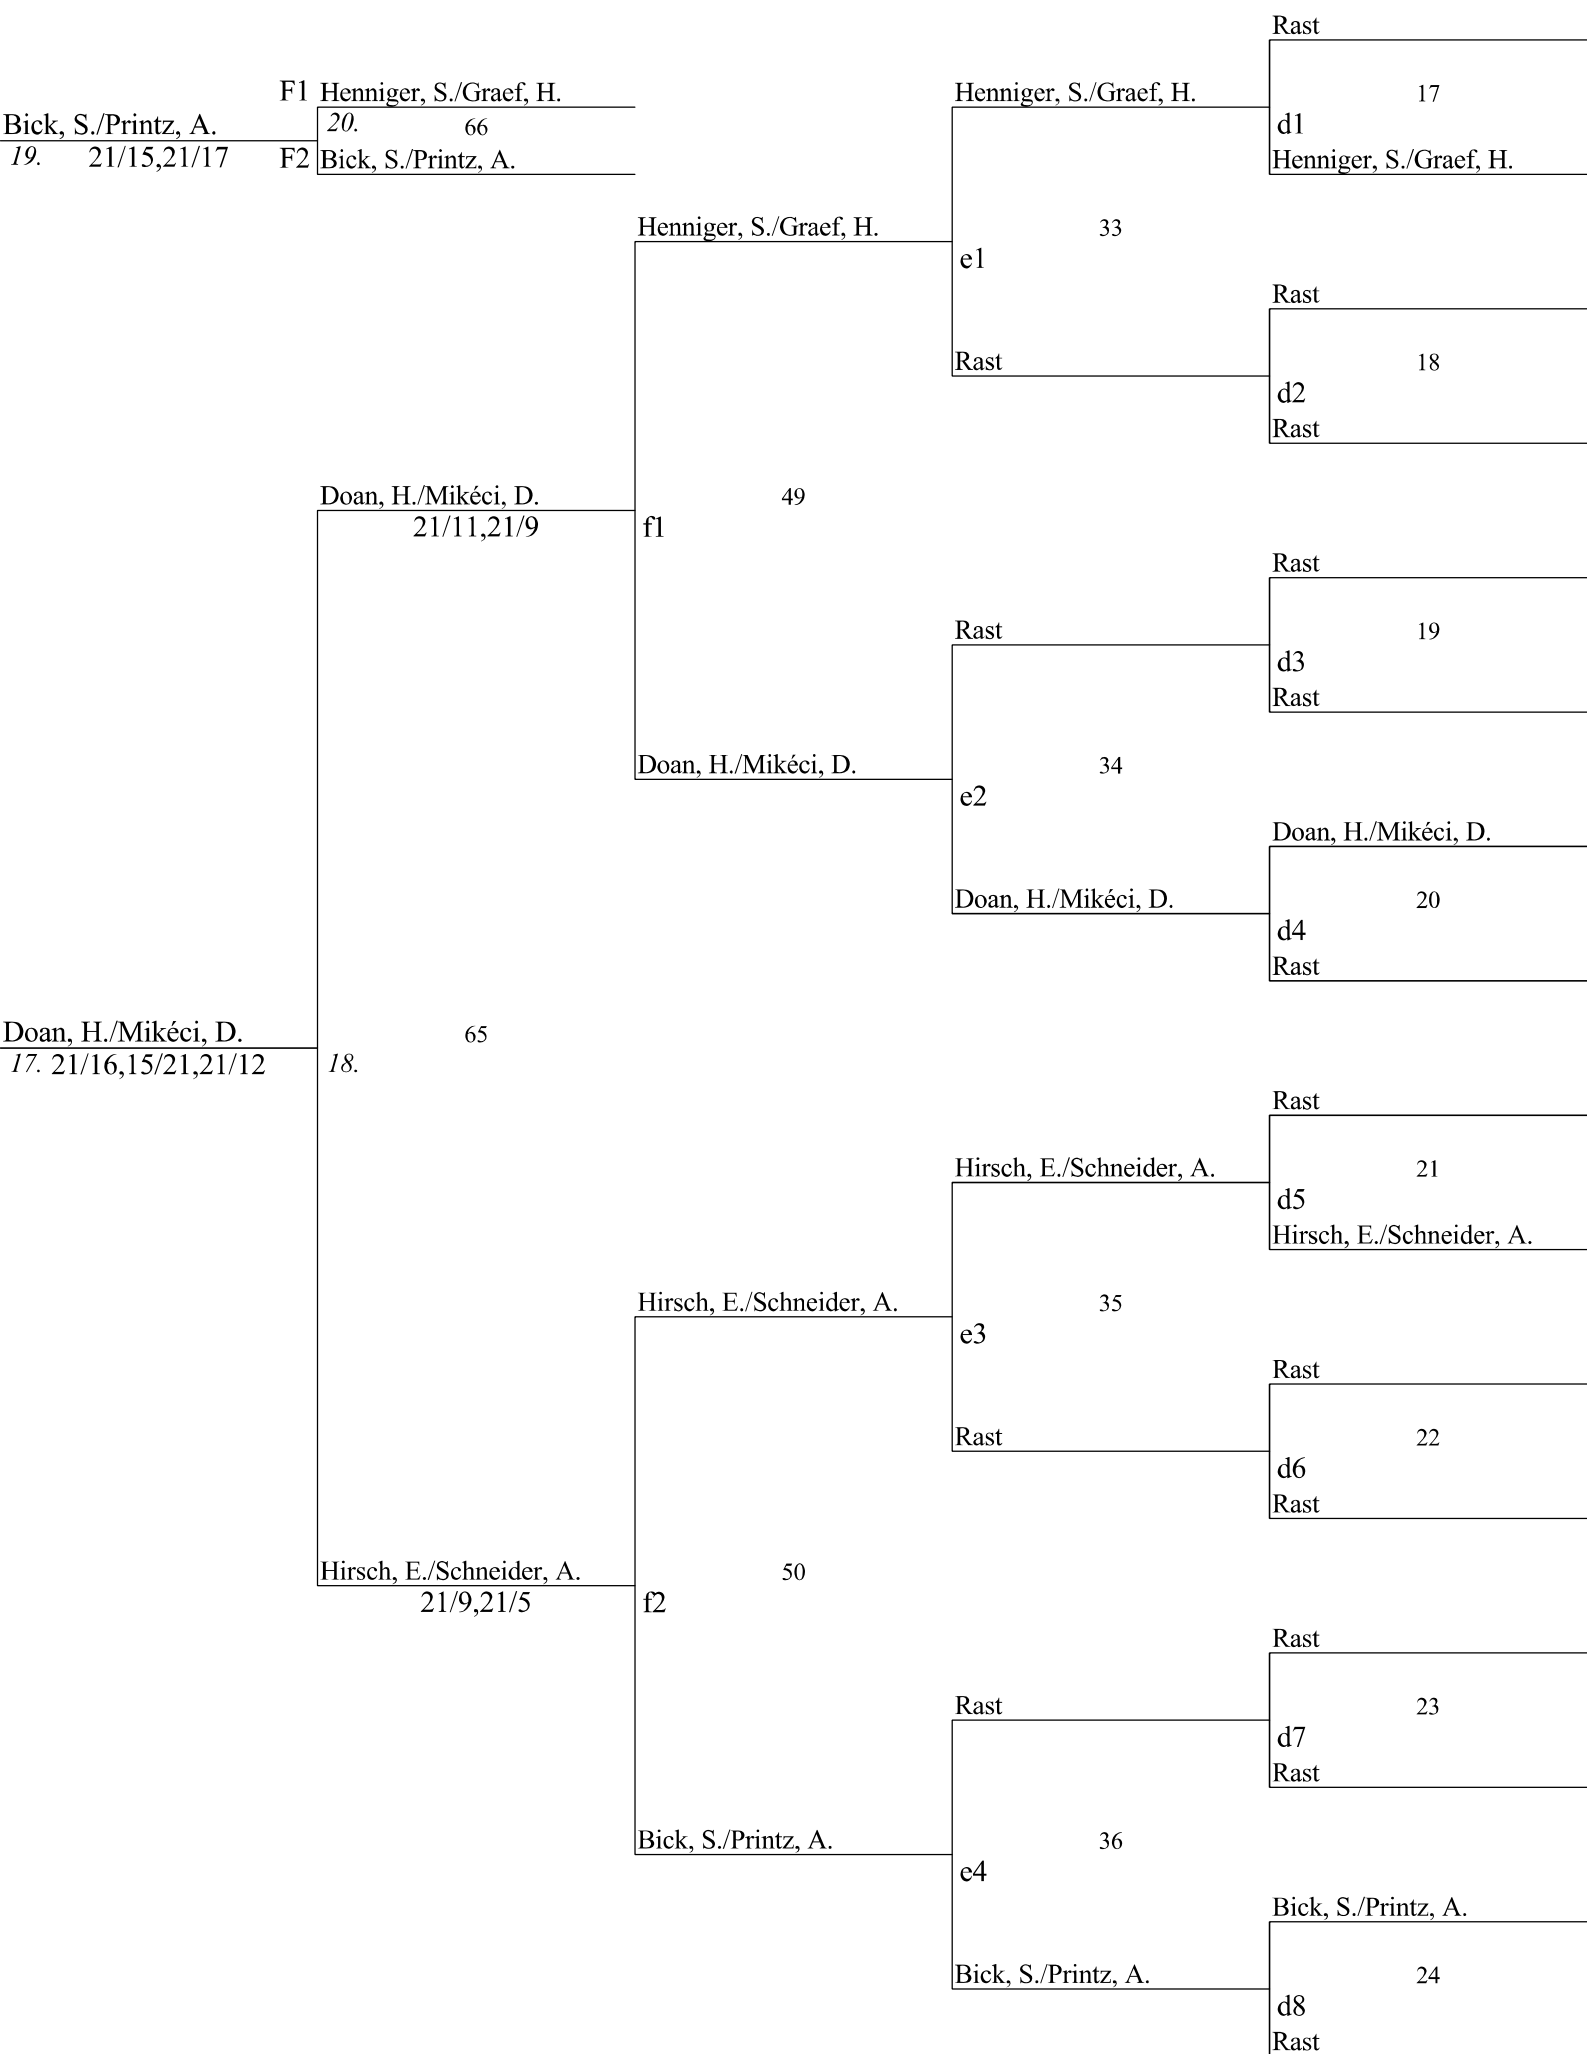 Rast
F1 Henniger, S./Graef, H.
Henniger, S./Graef, H.
17
Bick, S./Printz, A.
20.
66
d1
19. 21/15,21/17
F2 Bick, S./Printz, A.
Henniger, S./Graef, H.
Henniger, S./Graef, H.
33
e1
Rast
Rast
18
d2
Rast
Doan, H./Mikéci, D.
49
21/11,21/9
f1
Rast
Rast
19
d3
Rast
Doan, H./Mikéci, D.
34
e2
Doan, H./Mikéci, D.
Doan, H./Mikéci, D.
20
d4
Rast
Doan, H./Mikéci, D.
65
17. 21/16,15/21,21/12
18.
Rast
Hirsch, E./Schneider, A.
21
d5
Hirsch, E./Schneider, A.
Hirsch, E./Schneider, A.
35
e3
Rast
Rast
22
d6
Rast
Hirsch, E./Schneider, A.
50
21/9,21/5
f2
Rast
Rast
23
d7
Rast
Bick, S./Printz, A.
36
e4
Bick, S./Printz, A.
Bick, S./Printz, A.
24
d8
Rast